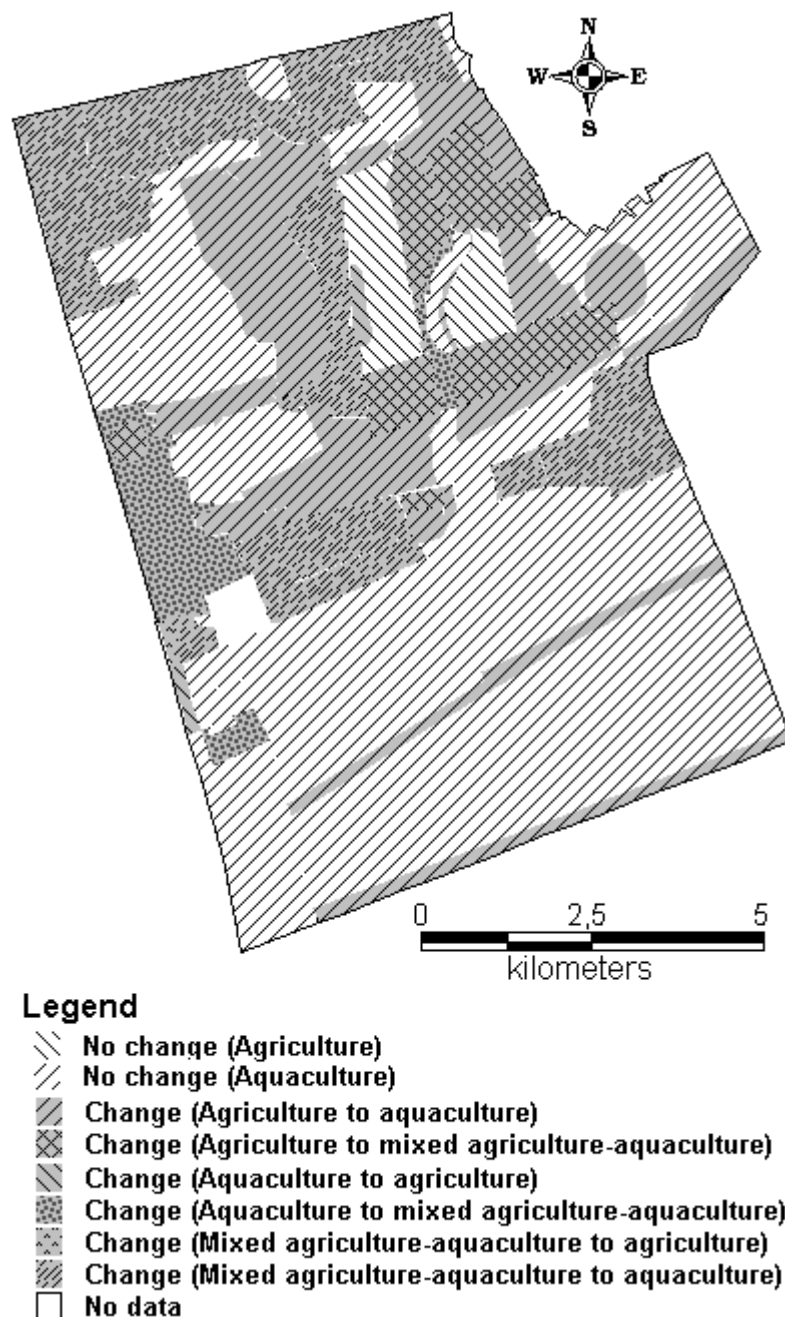 N
W E
S
0 2,5 5
kilometers
Legend
No change (Agriculture)
No change (Aquaculture)
Change (Agriculture to aquaculture)
Change (Agriculture to mixed agriculture-aquaculture)
Change (Aquaculture to agriculture)
Change (Aquaculture to mixed agriculture-aquaculture)
Change (Mixed agriculture-aquaculture to agriculture)
Change (Mixed agriculture-aquaculture to aquaculture)
No data